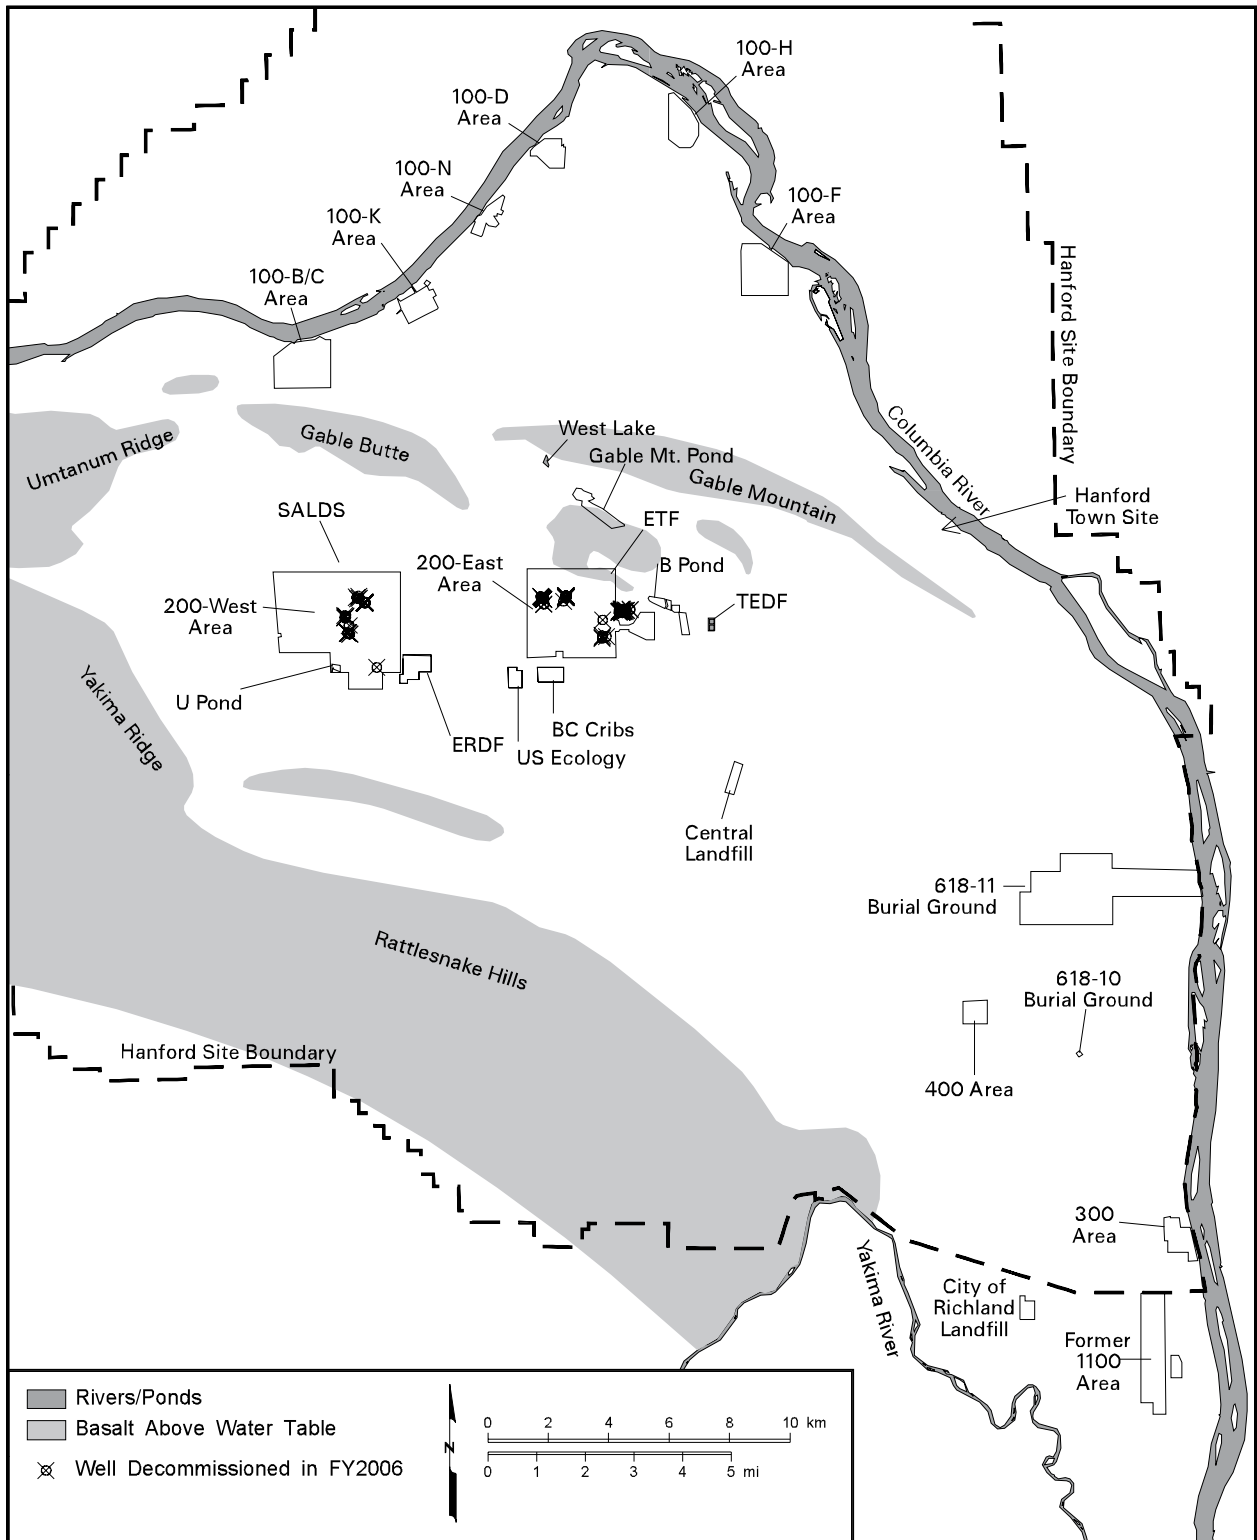 100-H
Area
100-D
Area
100-N
Area
100-F
Area
100-K
Area
100-B/C
Area
Hanford Site Boundary
Columbia River
West Lake
Gable Mt. Pond
Gable Butte
Umtanum Ridge
Gable Mountain
Hanford
Town Site
SALDS
ETF
200-East
Area
B Pond
TEDF
200-West
Area
U Pond
Yakima Ridge
ERDF
BC Cribs
US Ecology
Central
Landfill
618-11
Burial Ground
Rattlesnake Hills
618-10
Burial Ground
Hanford Site Boundary
400 Area
300
Area
Yakima River
City of
Richland
Landfill
Former
1100
Area
Rivers/Ponds
Basalt Above Water Table
Well Decommissioned in FY2006
N
0 2 4 6 8 10 km
0 1 2 3 4 5 mi